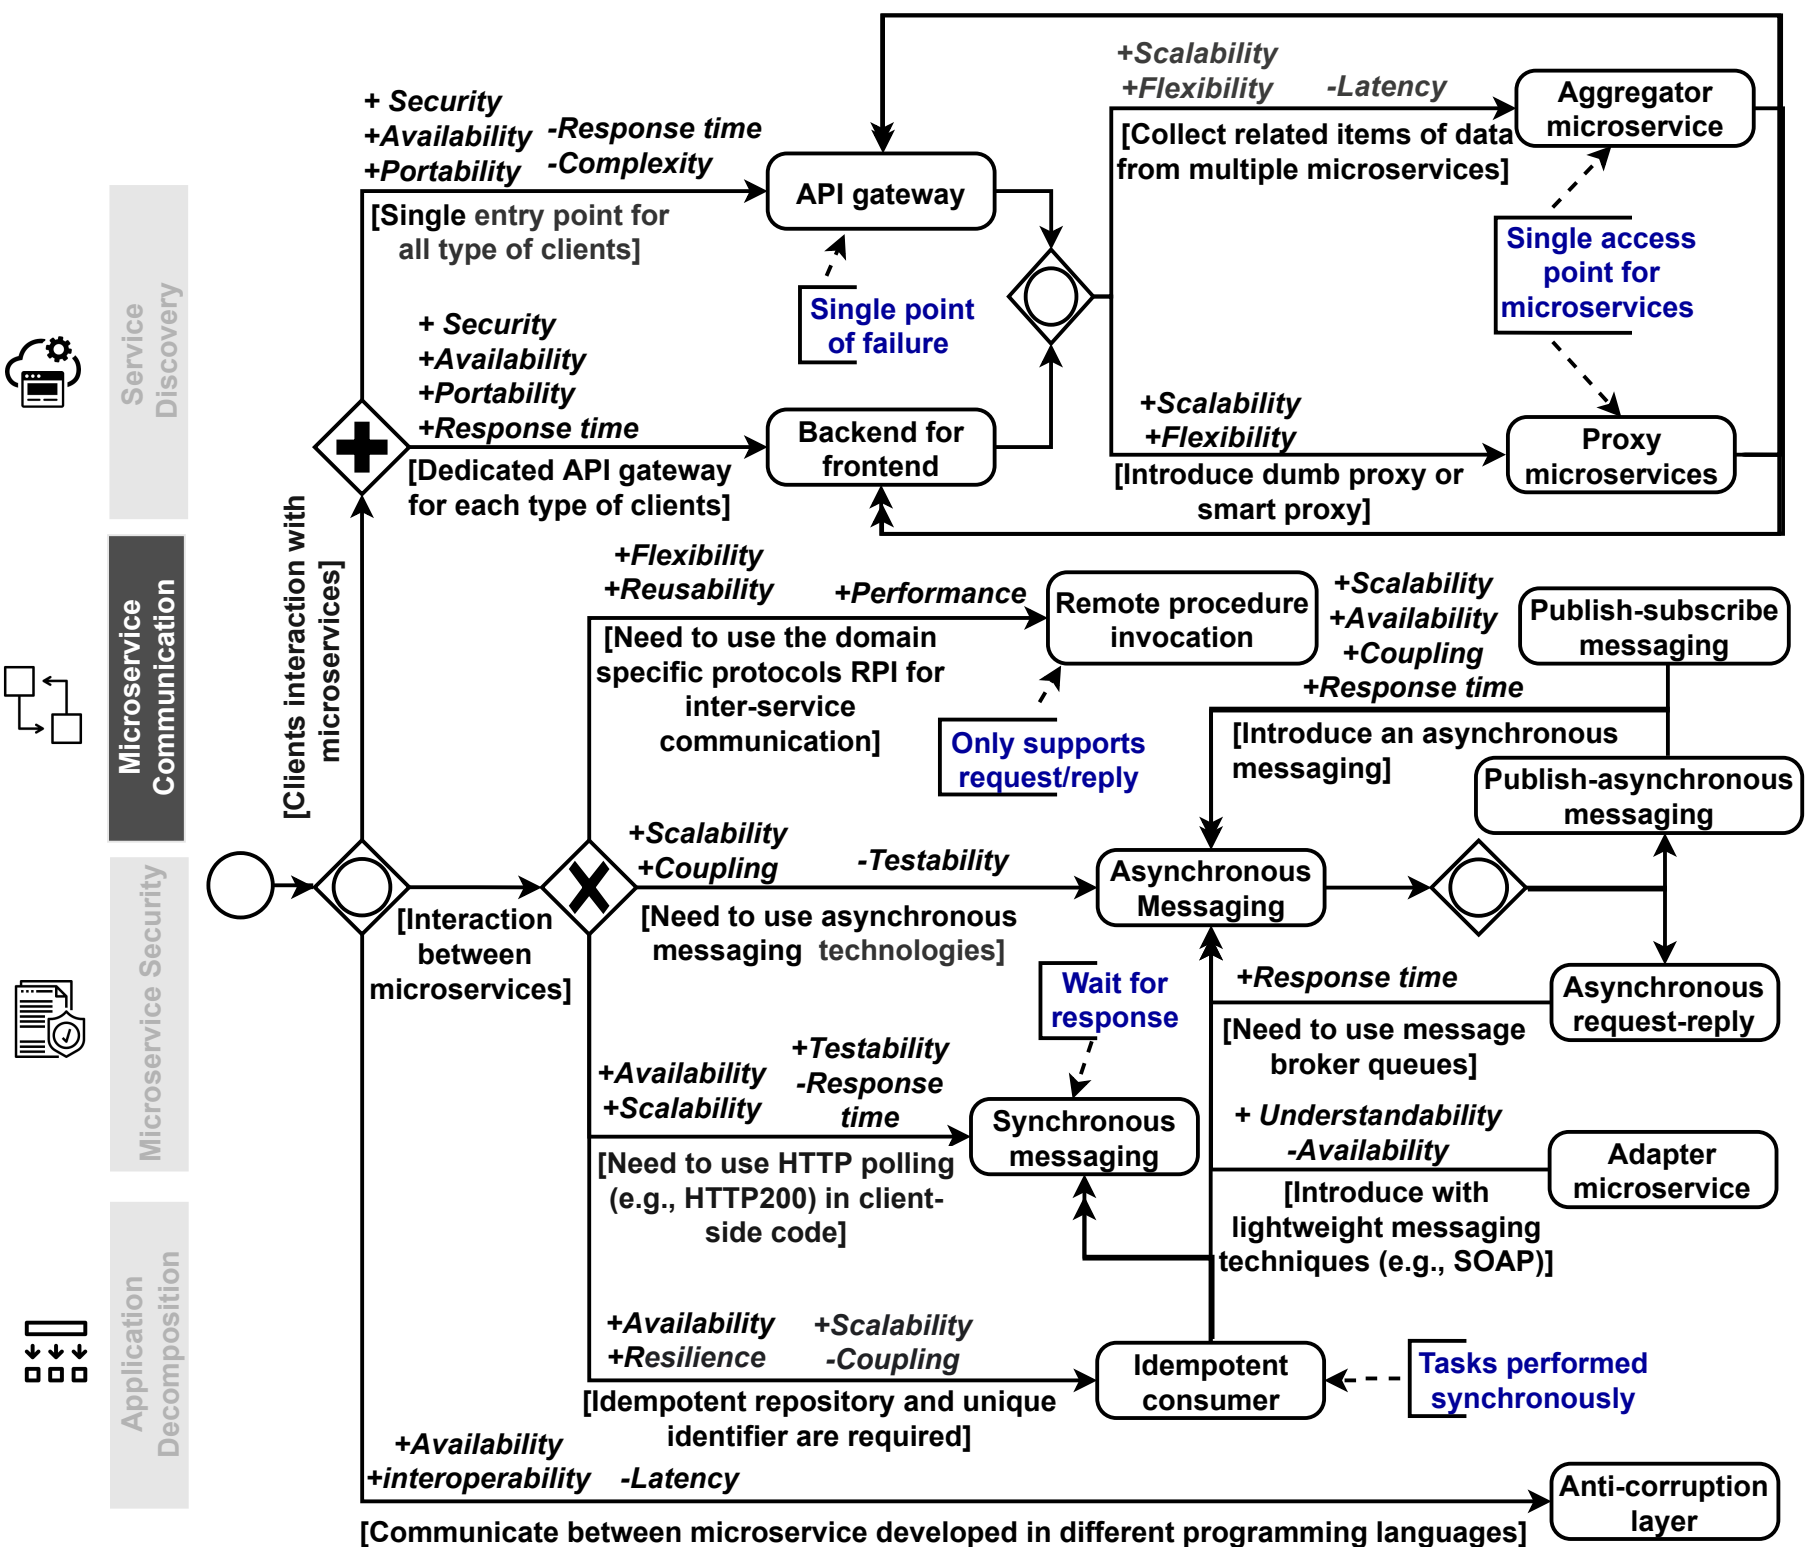 Service
Discovery
Microservice
Communication
Microservice Security
Application
Decomposition
+ Security
+Availability
+Portability
-Response time
-Complexity
[Single entry point for
all type of clients]
API gateway
Single point
of failure
+ Security
+Availability
+Portability
+Response time
[Dedicated API gateway
for each type of clients]
Backend for
frontend
+Scalability
+Flexibility
-Latency
[Collect related items of data
from multiple microservices]
Aggregator
microservice
Single access
point for
microservices
+Scalability
+Flexibility
[Introduce dumb proxy or
smart proxy]
Proxy
microservices
[Clients interaction with
microservices]
+Flexibility
+Reusability
+Performance
[Need to use the domain
specific protocols RPI for
inter-service
communication]
Remote procedure
invocation
Only supports
request/reply
+Scalability
+Availability
+Coupling
+Response time
[Introduce an asynchronous
messaging]
Publish-subscribe
messaging
Publish-asynchronous
messaging
+Scalability
+Coupling
-Testability
[Need to use asynchronous
messaging technologies]
Asynchronous
Messaging
[Interaction
between
microservices]
Wait for
response
+Response time
[Need to use message
broker queues]
Asynchronous
request-reply
+Availability
+Scalability
+Testability
-Response
time
[Need to use HTTP polling
(e.g., HTTP200) in client-
side code]
Synchronous
messaging
+ Understandability
-Availability
[Introduce with
lightweight messaging
techniques (e.g., SOAP)]
Adapter
microservice
+Availability
+Resilience
+Scalability
-Coupling
[Idempotent repository and unique
identifier are required]
Idempotent
consumer
Tasks performed
synchronously
+Availability
+interoperability
-Latency
[Communicate between microservice developed in different programming languages]
Anti-corruption
layer